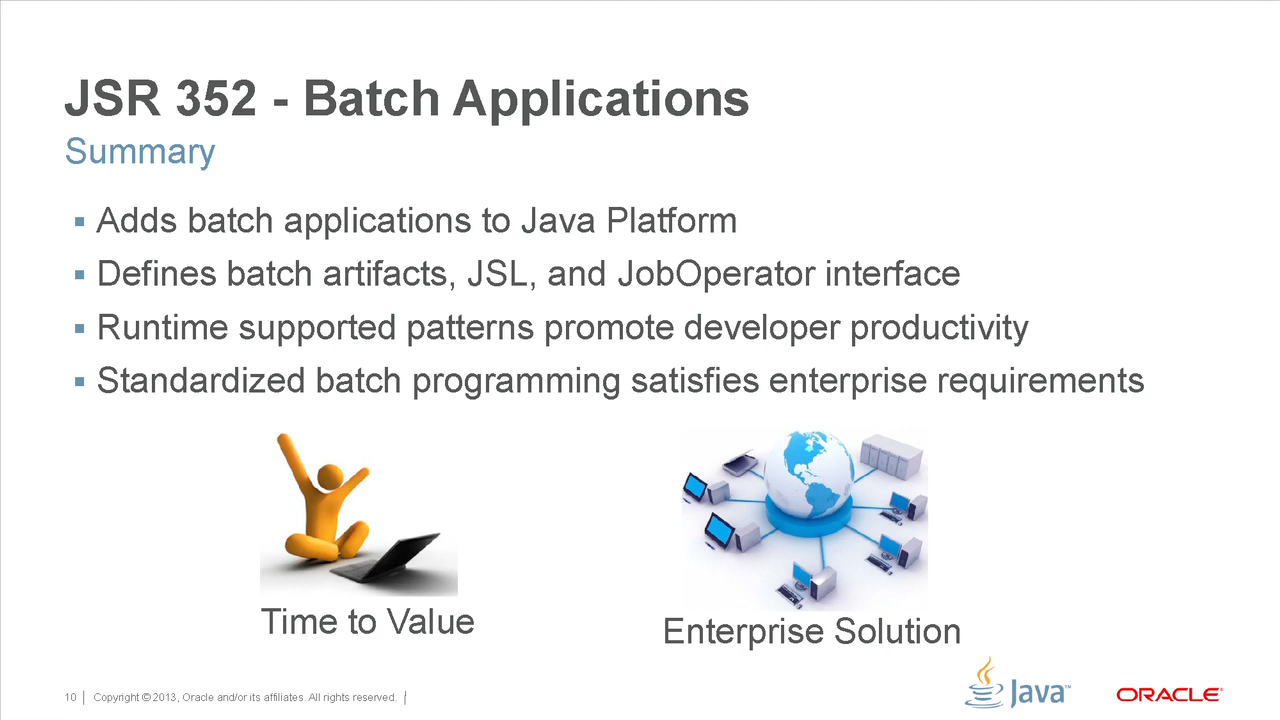 JSR 352 - Batch Applications
Summary
▪ Adds batch applications to Java Platform
▪ Defines batch artifacts, JSL, and JobOperator interface
▪ Runtime supported patterns promote developer productivity
▪ Standardized batch programming satisfies enterprise requirements
Time to Value
Enterprise Solution
10 | Copyright © 2013, Oracle and/or its affiliates. All rights reserved. |
Java™
ORACLE®